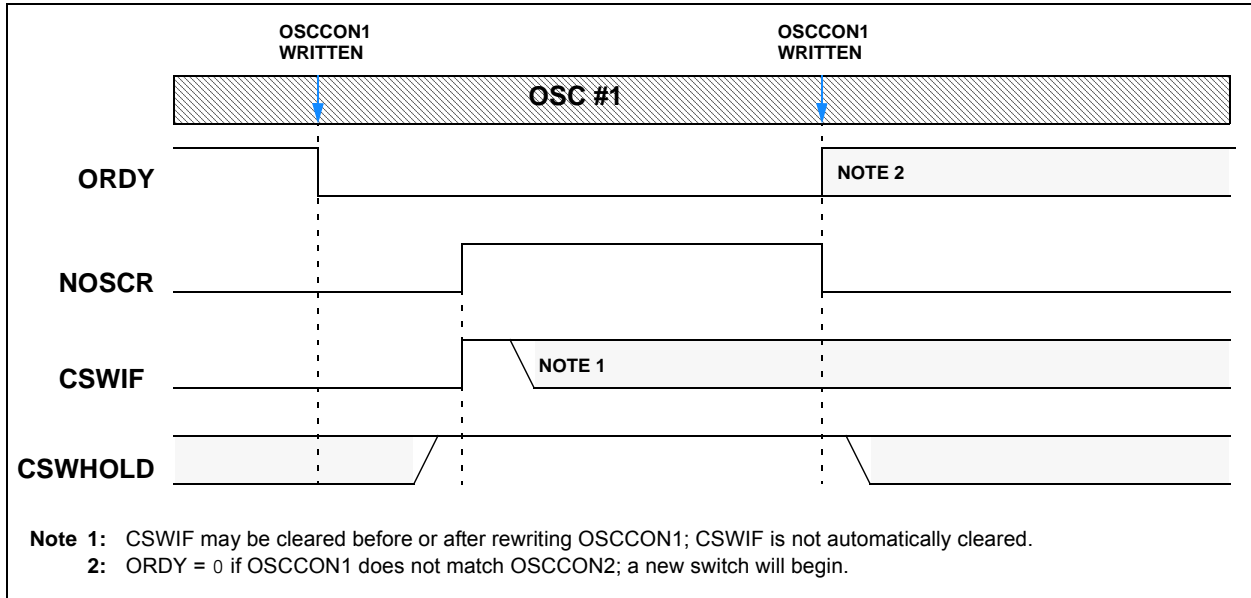 OSCCON1
WRITTEN
OSCCON1
WRITTEN
OSC #1
ORDY
NOTE 2
NOSCR
CSWIF
NOTE 1
CSWHOLD
Note 1: CSWIF may be cleared before or after rewriting OSCCON1; CSWIF is not automatically cleared.
2: ORDY = 0 if OSCCON1 does not match OSCCON2; a new switch will begin.